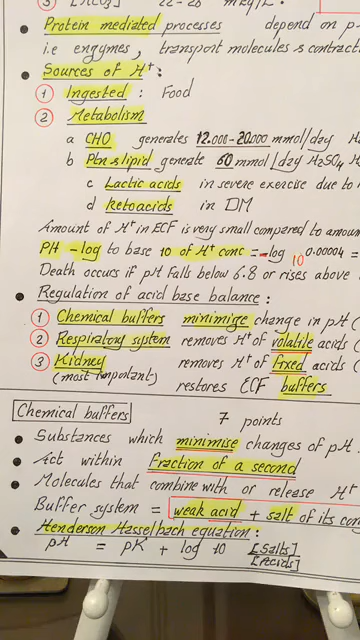 ③ [HCO3] 22-28 mEq/L.
• Protein mediated processes depend on p
i.e engymes, transport molecules & contract
• Sources of H+:
① Ingested : Food
② Metabolism
a CHO generates 12.000-20.000 mmol/day
b Ptn & lipid generate 60 mmol/day H2SO4
c Lactic acids in severe exercise due to
d ketoacids in DM
Amount of H+ in ECF is very small compared to amoun
PH -log to base 10 of H+ conc = -log 10 0.00004 =
Death occurs if pH falls below 6.8 or rises above
• Regulation of acid base balance:
① Chemical buffers minimige change in pH (
② Respiratory system removes H+ of volatile acids (
③ Kidney removes H+ of fixed acids (
(most important) restores ECF buffers
Chemical buffers 7 points
• Substances which minimise changes of pH.
• Act within fraction of a second
• Molecules that combine with or release H+
Buffer system = weak acid + salt of its con
• Henderson Hasselbach equation:
pH = pK + log 10 [Salts]
[Acids]